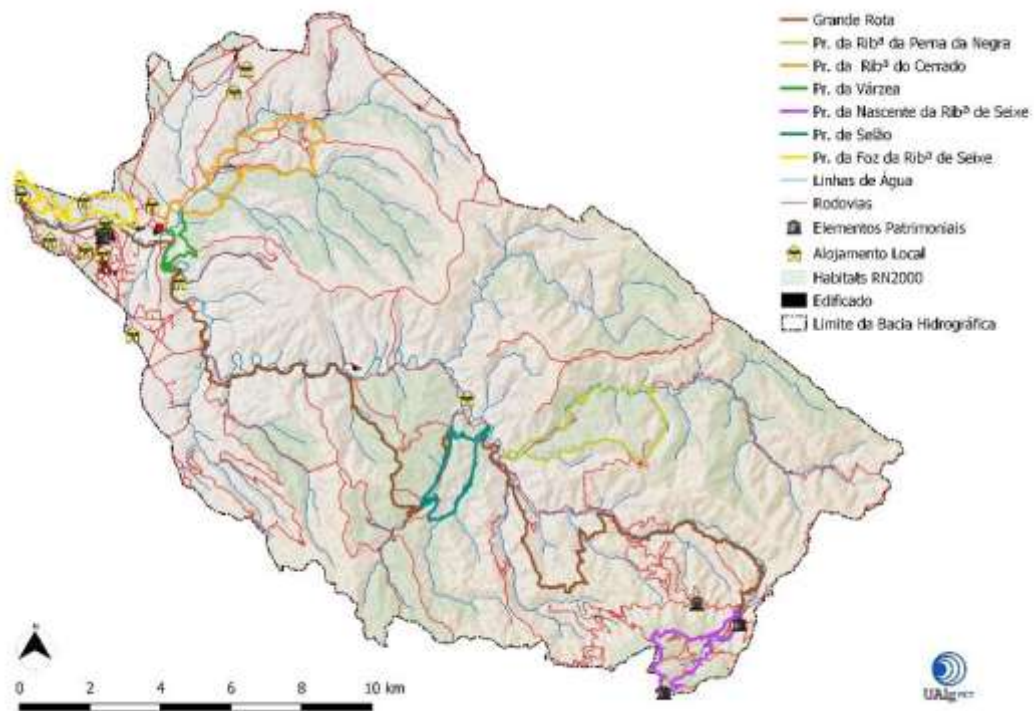 Grande Rota
Pr. da Ribª da Perna da Negra
Pr. da Ribª do Cerrado
Pr. da Várzea
Pr. da Nascente da Ribª de Seixe
Pr. de Selão
Pr. da Foz da Ribª de Seixe
Linhas de Água
Rodovias
Elementos Patrimoniais
Alojamento Local
Habitats RN2000
Edificado
Limite da Bacia Hidrográfica
N
0 2 4 6 8 10 km
UAlg FCT